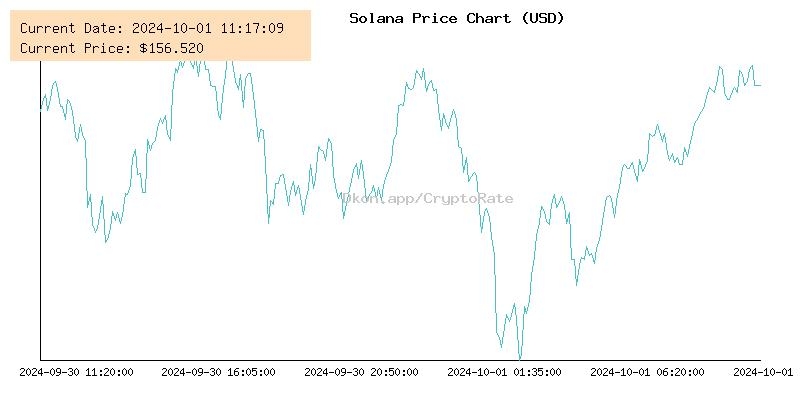 Solana Price Chart (USD)
Current Date: 2024-10-01 11:17:09
Current Price: $156.520
2024-09-30 11:20:00
2024-09-30 16:05:00
2024-09-30 20:50:00
2024-10-01 01:35:00
2024-10-01 06:20:00
2024-10-01